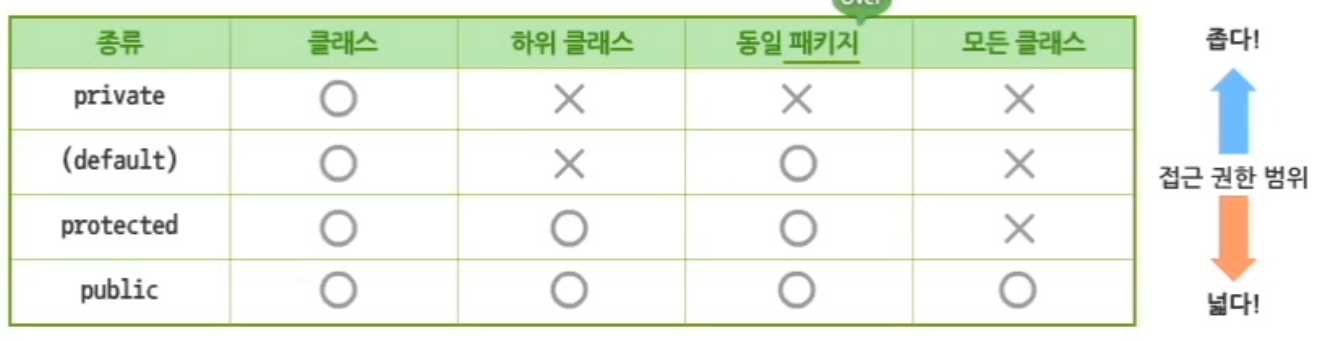 Over
종류 클래스 하위 클래스 동일 패키지 모든 클래스
private ○ × × ×
(default) ○ × ○ ×
protected ○ ○ ○ ×
public ○ ○ ○ ○
좁다!
접근 권한 범위
넓다!